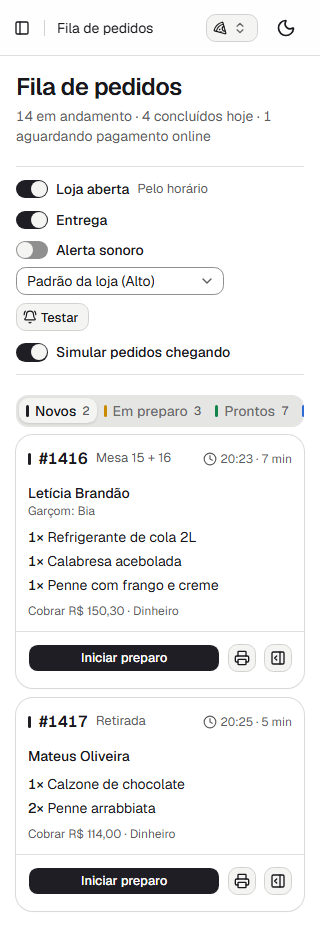 Fila de pedidos
Fila de pedidos
14 em andamento · 4 concluídos hoje · 1
aguardando pagamento online
Loja aberta Pelo horário
Entrega
Alerta sonoro
Padrão da loja (Alto)
Testar
Simular pedidos chegando
Novos 2 Em preparo 3 Prontos 7
#1416 Mesa 15 + 16 20:23 · 7 min
Letícia Brandão
Garçom: Bia
1× Refrigerante de cola 2L
1× Calabresa acebolada
1× Penne com frango e creme
Cobrar R$ 150,30 · Dinheiro
Iniciar preparo
#1417 Retirada 20:25 · 5 min
Mateus Oliveira
1× Calzone de chocolate
2× Penne arrabbiata
Cobrar R$ 114,00 · Dinheiro
Iniciar preparo